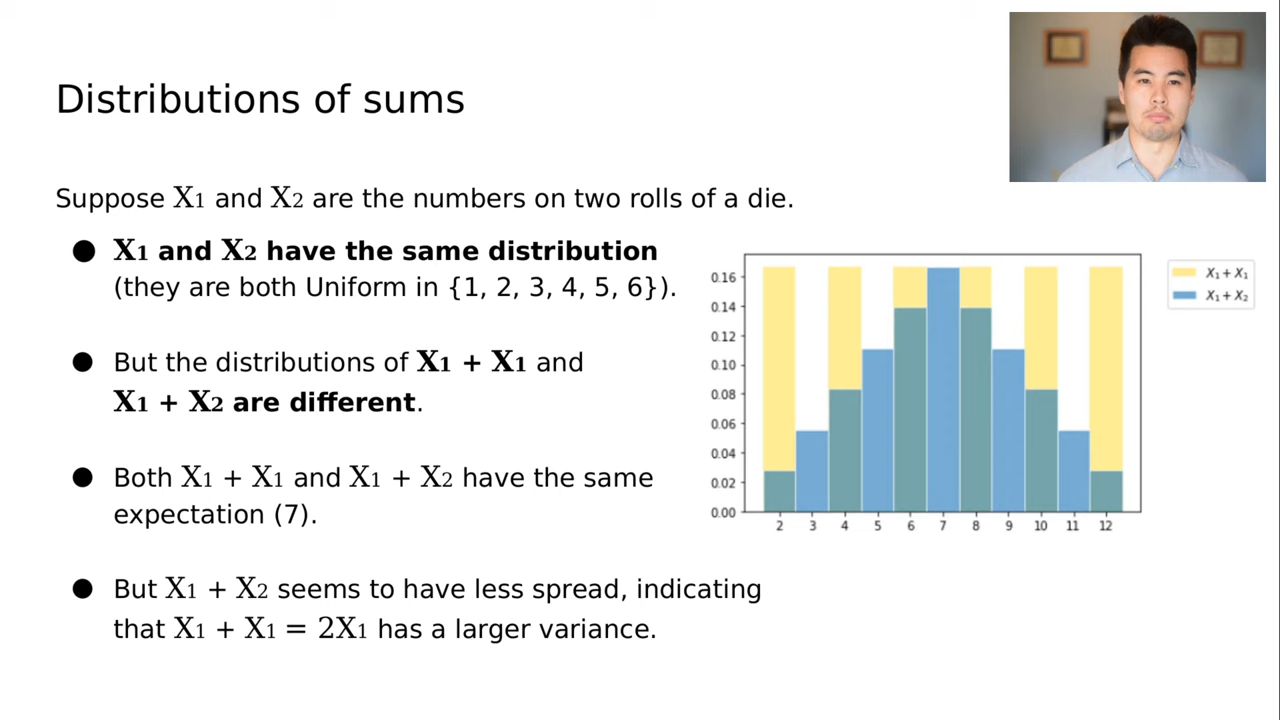 Distributions of sums
Suppose X1 and X2 are the numbers on two rolls of a die.
● X1 and X2 have the same distribution
(they are both Uniform in {1, 2, 3, 4, 5, 6}).
● But the distributions of X1 + X1 and
X1 + X2 are different.
● Both X1 + X1 and X1 + X2 have the same
expectation (7).
● But X1 + X2 seems to have less spread, indicating
that X1 + X1 = 2X1 has a larger variance.
0.16
0.14
0.12
0.10
0.08
0.06
0.04
0.02
0.00
2 3 4 5 6 7 8 9 10 11 12
X1 + X1
X1 + X2